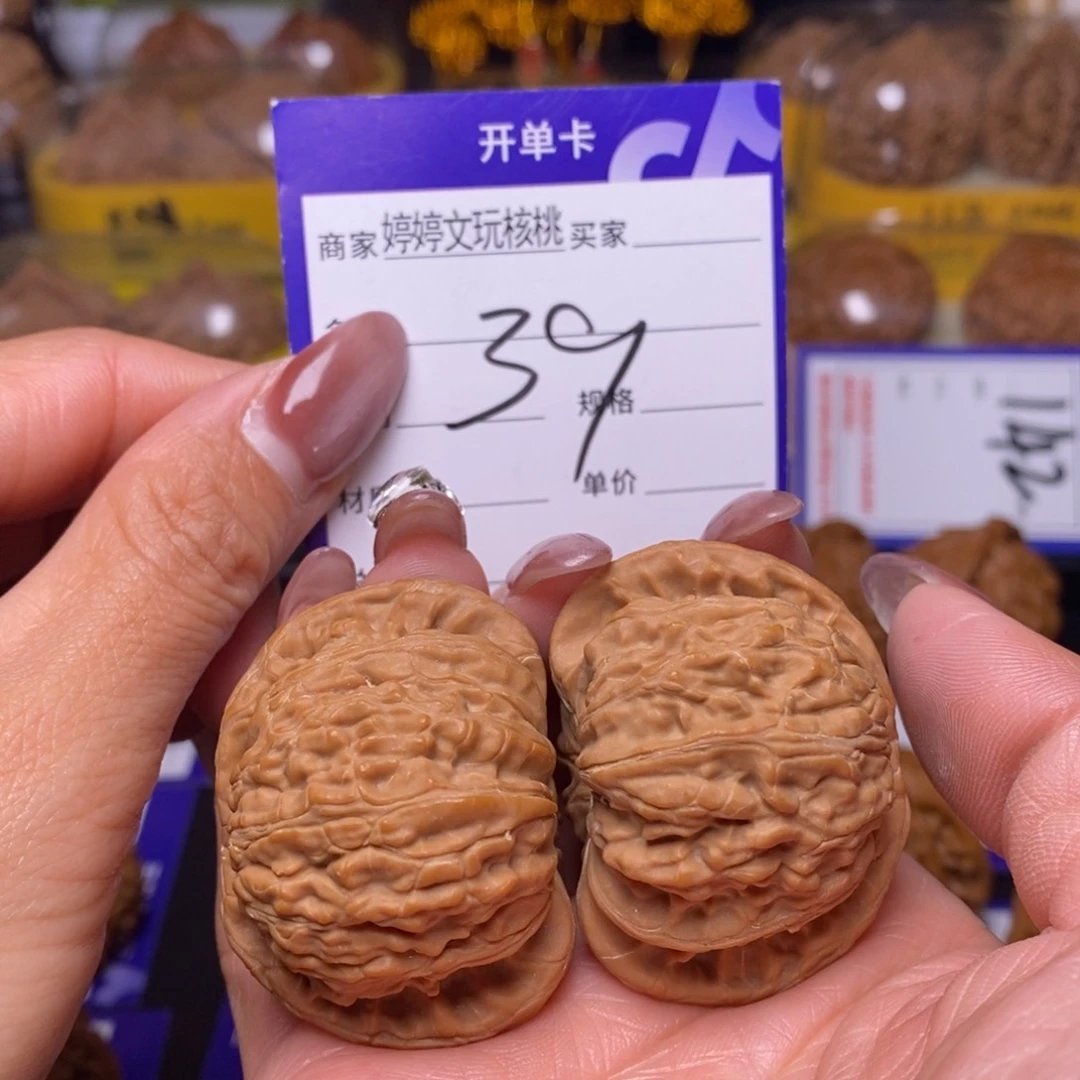 开单卡
商家 婷婷文玩核桃 买家
39
规格
材 单价
142